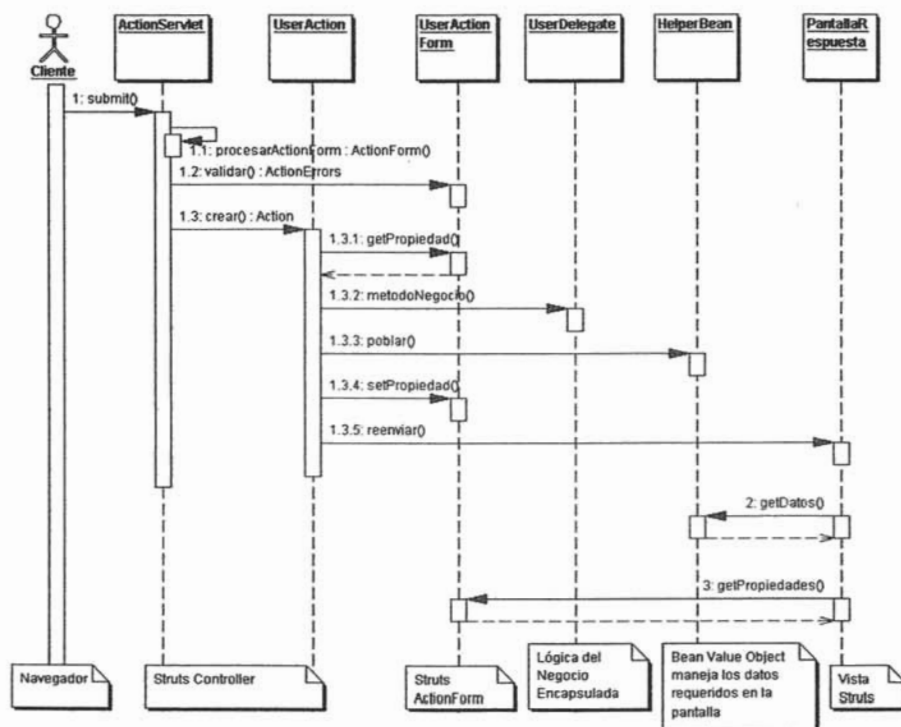 ActionServlet
UserAction
UserAction
Form
UserDelegate
HelperBean
PantallaR
espuesta
Cliente
1: submit()
1.1: procesarActionForm : ActionForm()
1.2: validar() : ActionErrors
1.3: crear() : Action
1.3.1: getPropiedad()
1.3.2: metodoNegocio()
1.3.3: poblar()
1.3.4: setPropiedad()
1.3.5: reenviar()
2: getDatos()
3: getPropiedades()
Navegador
Struts Controller
Struts
ActionForm
Lógica del
Negocio
Encapsulada
Bean Value Object
maneja los datos
requeridos en la
pantalla
Vista
Struts